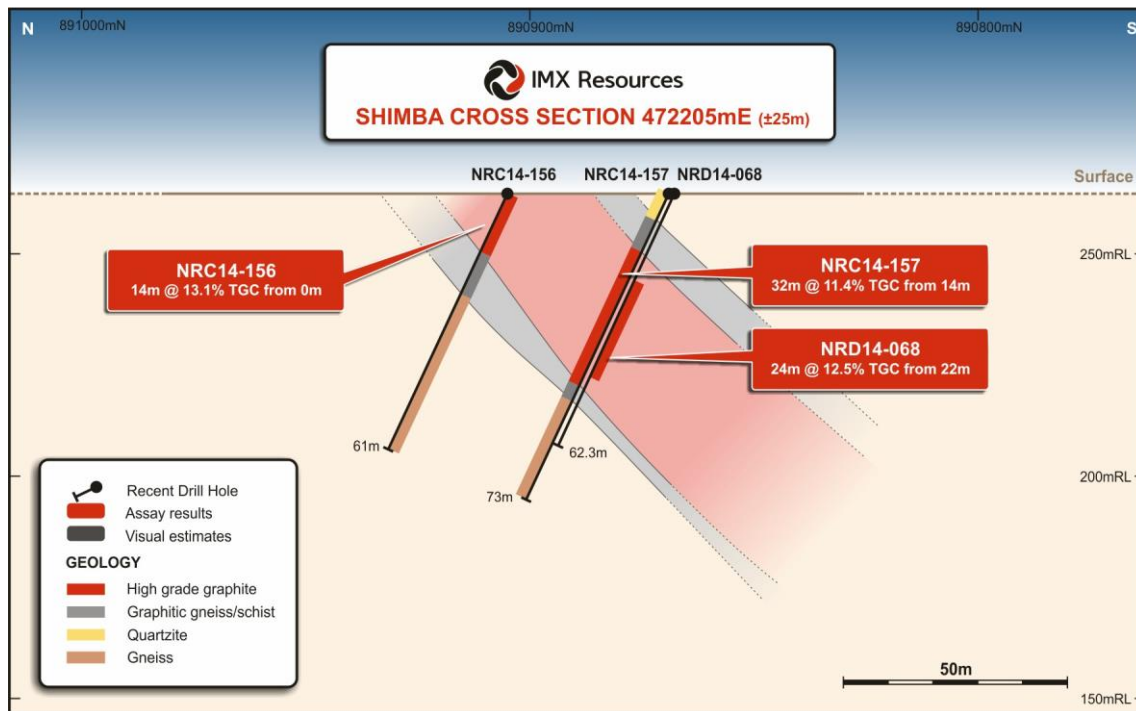 N
891000mN
890900mN
890800mN
S
IMX Resources
SHIMBA CROSS SECTION 472205mE (±25m)
NRC14-156
NRC14-157
NRD14-068
Surface
NRC14-156
14m @ 13.1% TGC from 0m
NRC14-157
32m @ 11.4% TGC from 14m
250mRL
NRD14-068
24m @ 12.5% TGC from 22m
61m
62.3m
73m
200mRL
Recent Drill Hole
Assay results
Visual estimates
GEOLOGY
High grade graphite
Graphitic gneiss/schist
Quartzite
Gneiss
50m
150mRL